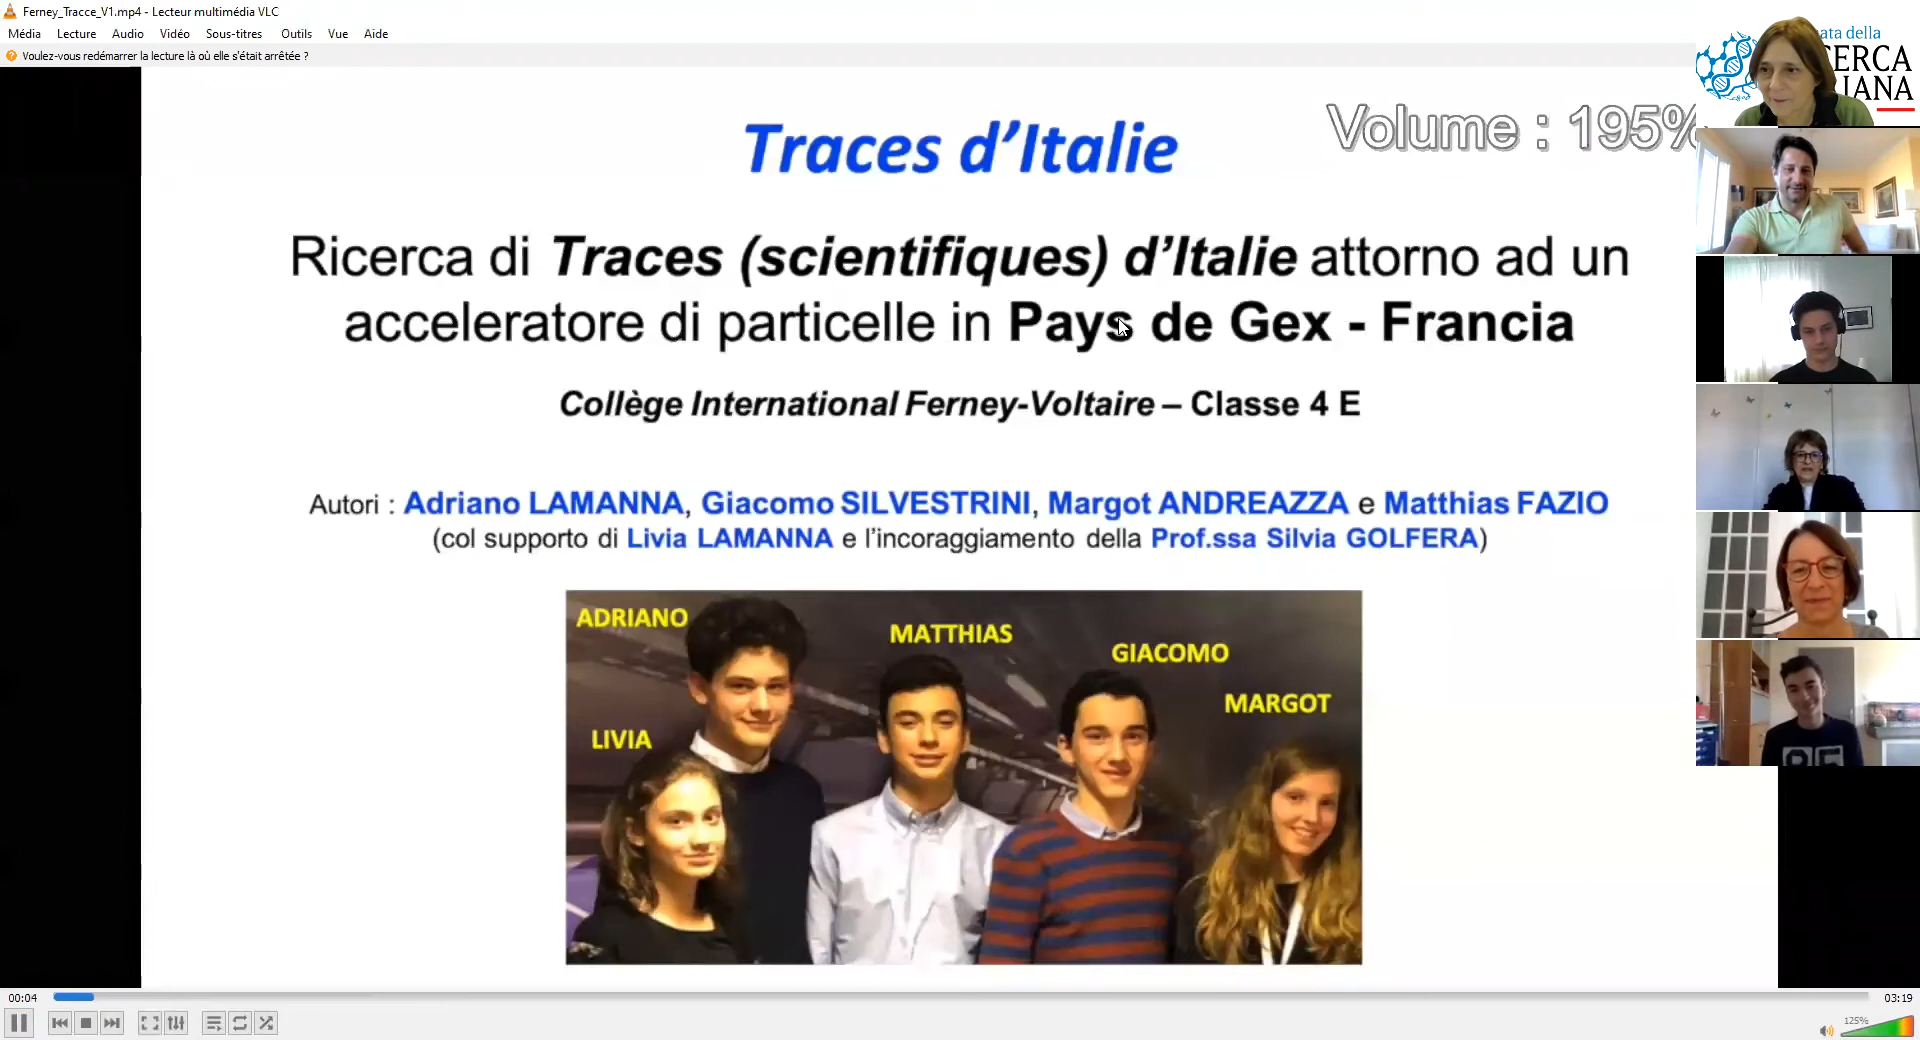 Ferney_Tracce_V1.mp4 - Lecteur multimédia VLC
Média Lecture Audio Vidéo Sous-titres Outils Vue Aide
Voulez-vous redémarrer la lecture là où elle s'était arrêtée ?
Volume : 195%
Traces d'Italie
Ricerca di Traces (scientifiques) d'Italie attorno ad un
acceleratore di particelle in Pays de Gex - Francia
Collège International Ferney-Voltaire – Classe 4 E
Autori : Adriano LAMANNA, Giacomo SILVESTRINI, Margot ANDREAZZA e Matthias FAZIO
(col supporto di Livia LAMANNA e l'incoraggiamento della Prof.ssa Silvia GOLFERA)
ADRIANO
MATTHIAS
GIACOMO
MARGOT
LIVIA
della
00:04
03:19
125%